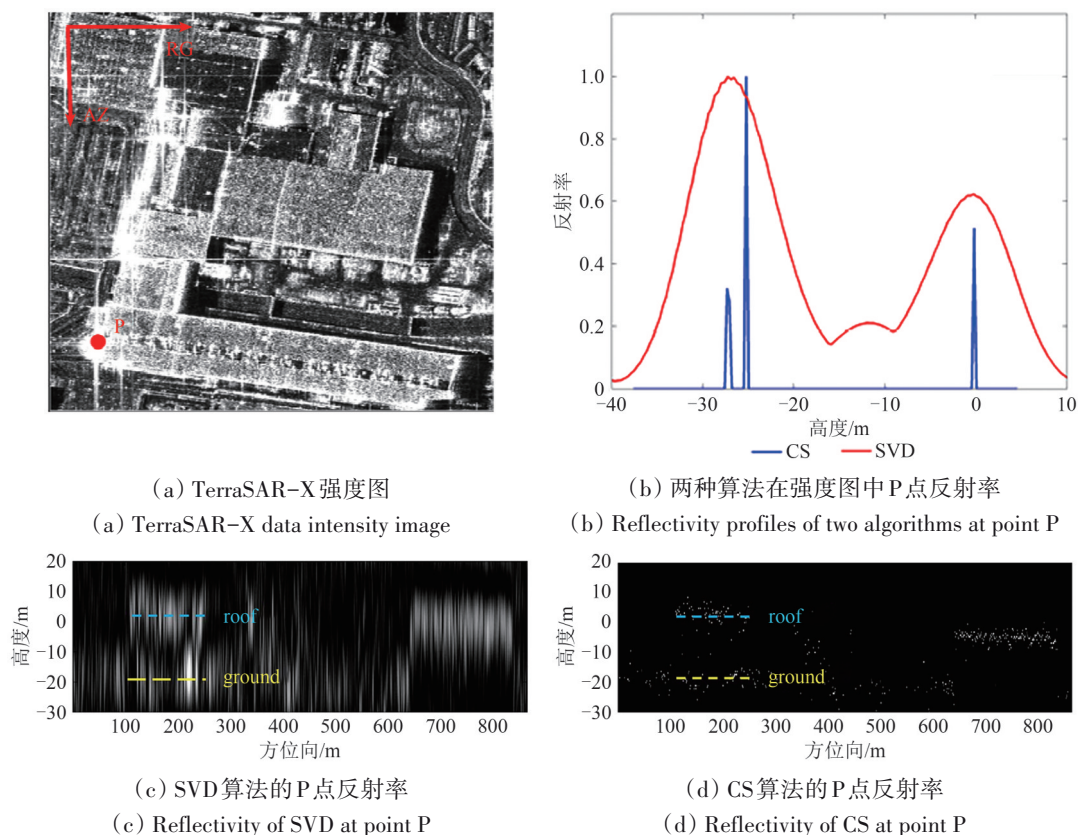 RG
AZ
P
1.0
0.8
0.6
0.4
0.2
0
反射率
-40
-30
-20
-10
0
10
高度/m
CS
SVD
（a）TerraSAR-X强度图
(a) TerraSAR-X data intensity image
（b）两种算法在强度图中P点反射率
(b) Reflectivity profiles of two algorithms at point P
20
10
0
-10
-20
-30
高度/m
roof
ground
100 200 300 400 500 600 700 800
方位向/m
（c）SVD算法的P点反射率
(c) Reflectivity of SVD at point P
20
10
0
-10
-20
-30
高度/m
roof
ground
100 200 300 400 500 600 700 800
方位向/m
（d）CS算法的P点反射率
(d) Reflectivity of CS at point P